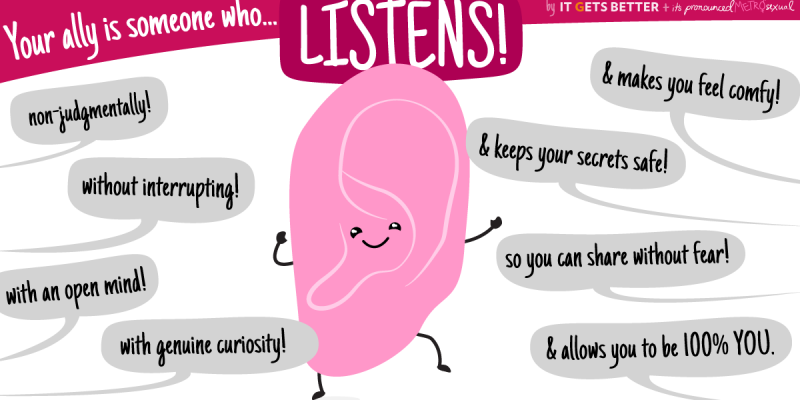 Your ally is someone who...
LISTENS!
by IT GETS BETTER + its pronounced METROsexual
non-judgmentally!
without interrupting!
with an open mind!
with genuine curiosity!
& makes you feel comfy!
& keeps your secrets safe!
so you can share without fear!
& allows you to be 100% YOU.